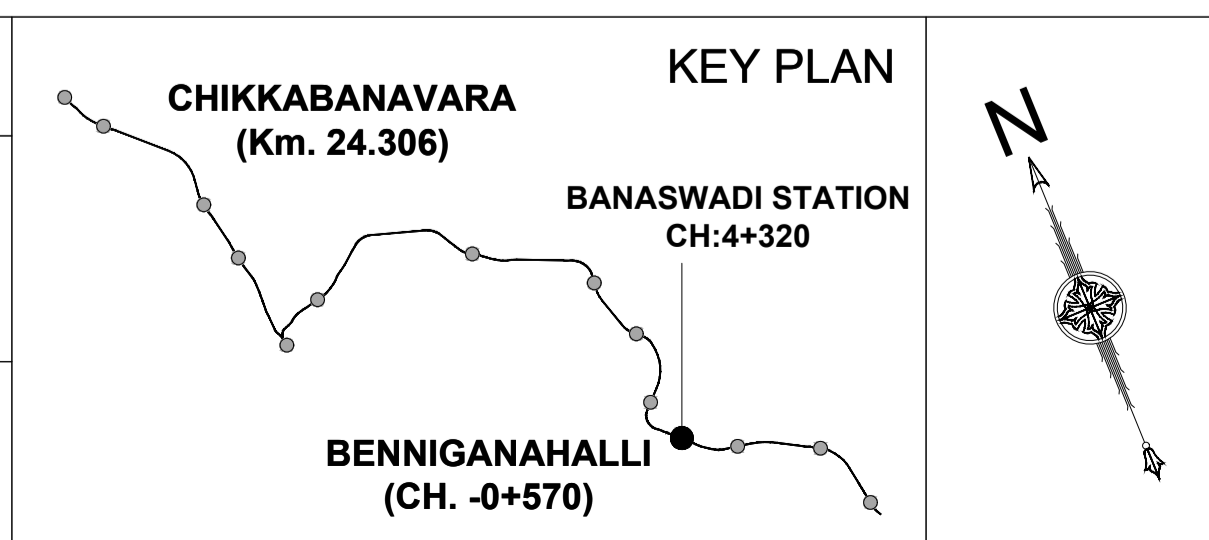 KEY PLAN
CHIKKABANAVARA
(Km. 24.306)
BANASWADI STATION
CH:4+320
BENNIGANAHALLI
(CH. -0+570)
N